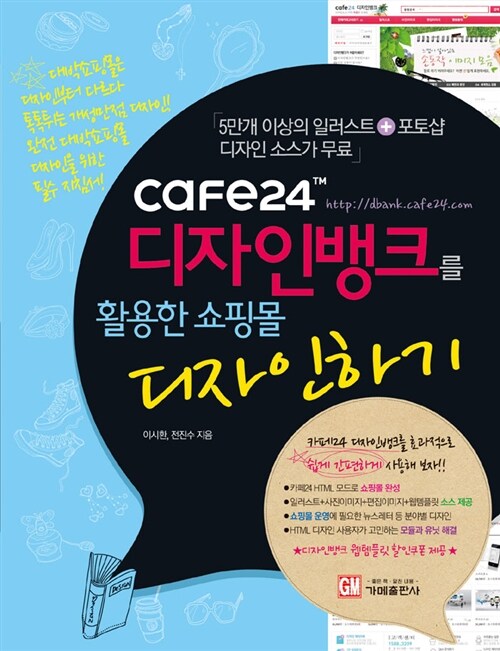 cafe24 디자인뱅크
대박쇼핑몰은
디자인부터 다르다
톡톡튀는 개성만점 디자인!!
완전 대박쇼핑몰
디자인을 위한
필수 지침서!
「5만개 이상의 일러스트 + 포토샵
디자인 소스가 무료」
cafe24™
http://dbank.cafe24.com
디자인뱅크를
활용한 쇼핑몰
디자인하기
이시환, 전진수 지음
카페24 디자인뱅크를 효과적으로
쉽게 간편하게 사용해 보자!!
●카페24 HTML 모드로 쇼핑몰 완성
●일러스트+사진이미지+편집이미지+웹템플릿 소스 제공
●쇼핑몰 운영에 필요한 뉴스레터 등 분야별 디자인
●HTML 디자인 사용자가 고민하는 모듈과 유닛 해결
★디자인뱅크 웹템플릿 할인쿠폰 제공★
DESIGN
GM
- 좋은 책·알찬 내용 -
가메출판사